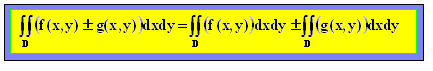 ∬(f(x,y) ± g(x,y))dxdy = ∬(f(x,y))dxdy ± ∬(g(x,y))dxdy
D D D